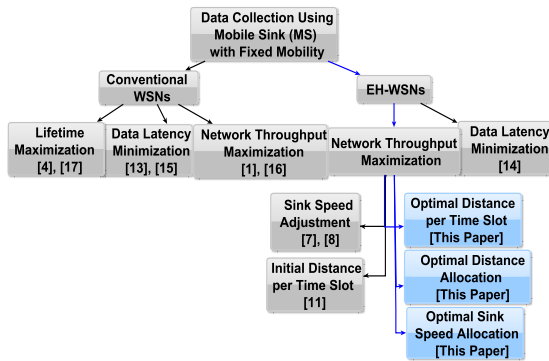 Data Collection Using
Mobile Sink (MS)
with Fixed Mobility
Conventional
WSNs
EH-WSNs
Lifetime
Maximization
[4], [17]
Data Latency
Minimization
[13], [15]
Network Throughput
Maximization
[1], [16]
Network Throughput
Maximization
Data Latency
Minimization
[14]
Sink Speed
Adjustment
[7], [8]
Optimal Distance
per Time Slot
[This Paper]
Initial Distance
per Time Slot
[11]
Optimal Distance
Allocation
[This Paper]
Optimal Sink
Speed Allocation
[This Paper]